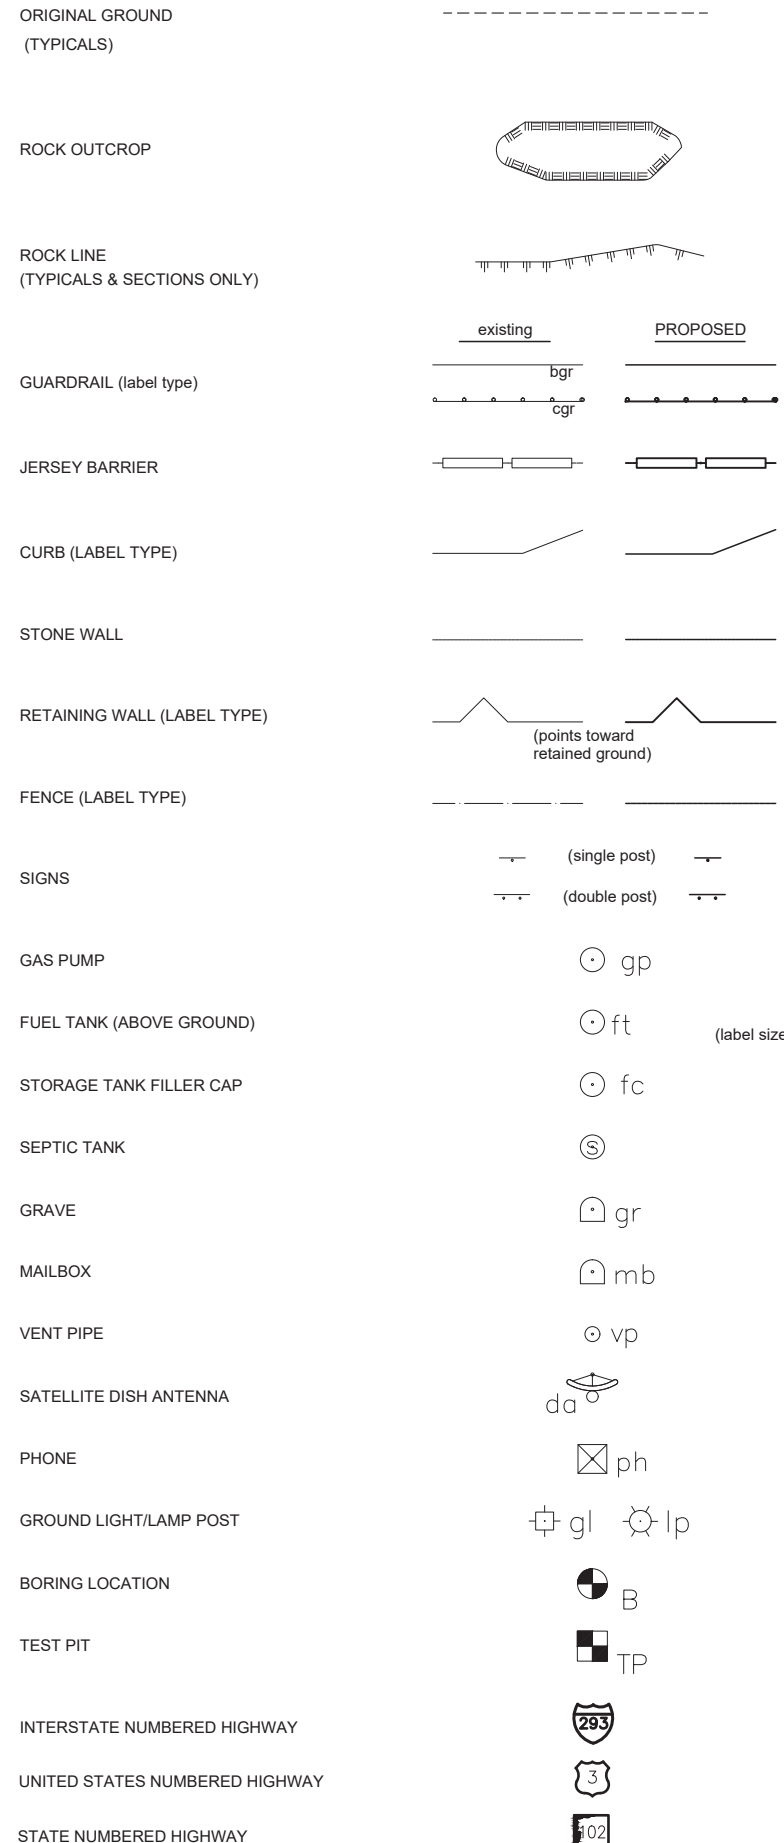 ORIGINAL GROUND
(TYPICALS)
ROCK OUTCROP
ROCK LINE
(TYPICALS & SECTIONS ONLY)
existing PROPOSED
GUARDRAIL (label type)
bgr
cgr
JERSEY BARRIER
CURB (LABEL TYPE)
STONE WALL
RETAINING WALL (LABEL TYPE)
(points toward
retained ground)
FENCE (LABEL TYPE)
SIGNS
(single post)
(double post)
GAS PUMP gp
FUEL TANK (ABOVE GROUND) ft (label size
STORAGE TANK FILLER CAP fc
SEPTIC TANK S
GRAVE gr
MAILBOX mb
VENT PIPE vp
SATELLITE DISH ANTENNA da
PHONE ph
GROUND LIGHT/LAMP POST gl lp
BORING LOCATION B
TEST PIT TP
INTERSTATE NUMBERED HIGHWAY 293
UNITED STATES NUMBERED HIGHWAY 3
STATE NUMBERED HIGHWAY 102